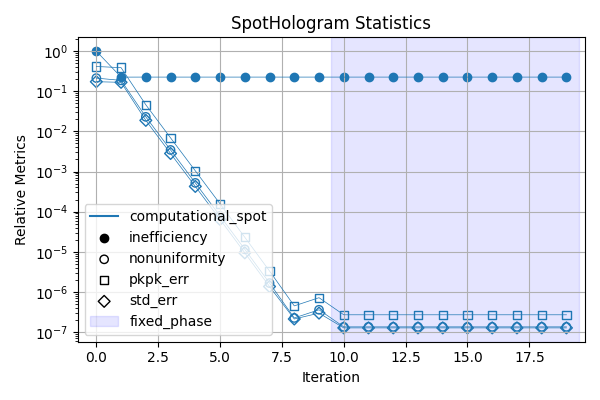 SpotHologram Statistics
Relative Metrics
10⁰
10⁻¹
10⁻²
10⁻³
10⁻⁴
10⁻⁵
10⁻⁶
10⁻⁷
computational_spot
inefficiency
nonuniformity
pkpk_err
std_err
fixed_phase
0.0 2.5 5.0 7.5 10.0 12.5 15.0 17.5
Iteration